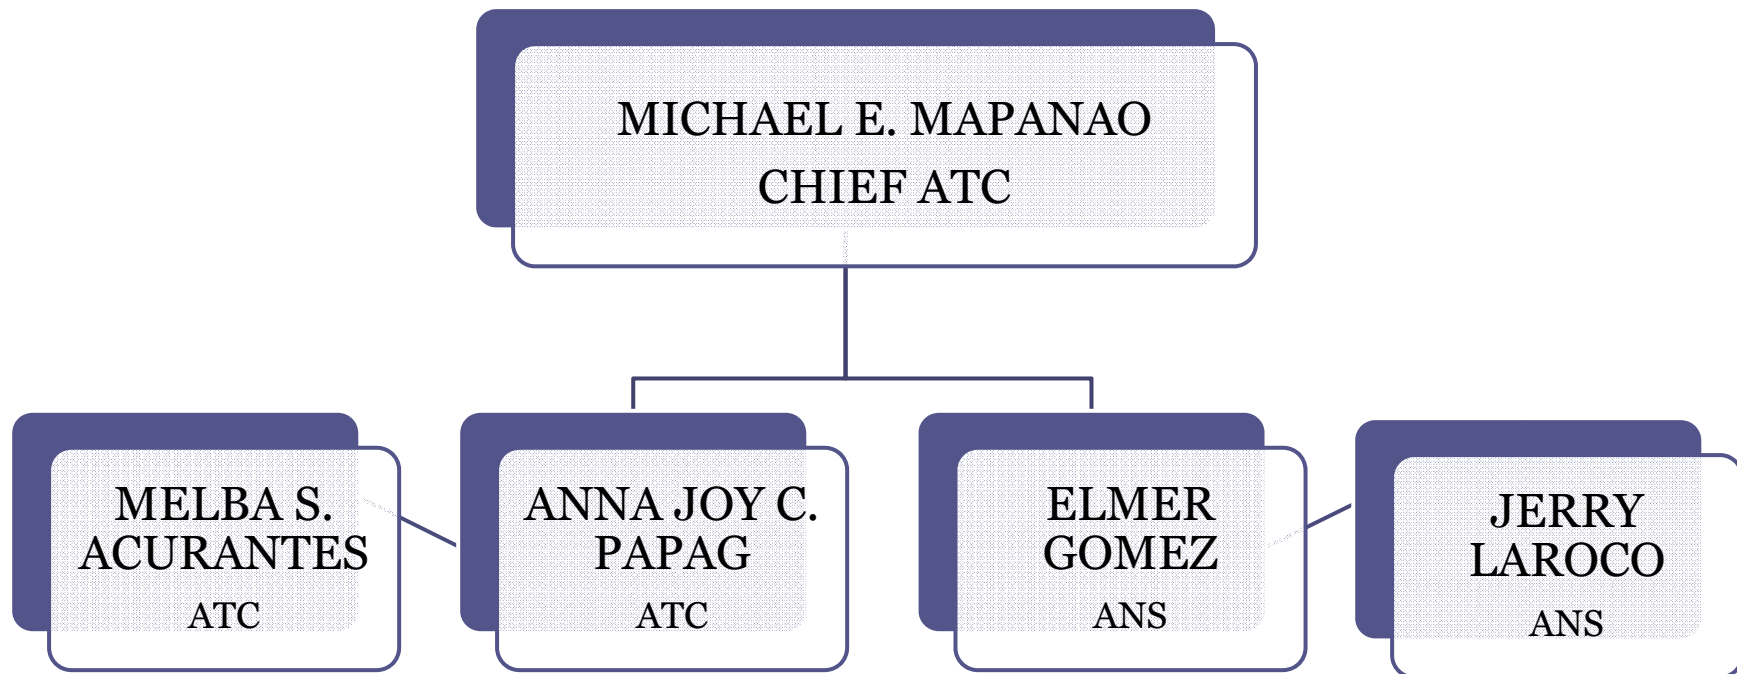 MICHAEL E. MAPANAO
CHIEF ATC
MELBA S.
ACURANTES
ATC
ANNA JOY C.
PAPAG
ATC
ELMER
GOMEZ
ANS
JERRY
LAROCO
ANS